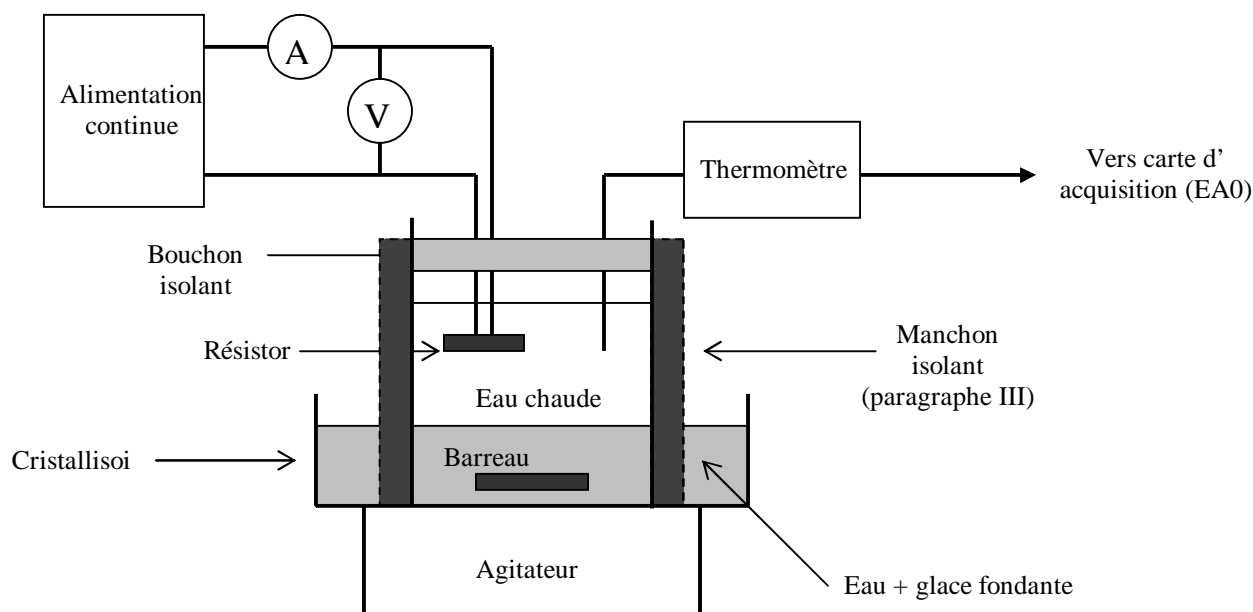 A
Alimentation
continue
V
Thermomètre
Vers carte d’
acquisition (EA0)
Bouchon
isolant
Résistor
Manchon
isolant
(paragraphe III)
Eau chaude
Cristallisoi
Barreau
Agitateur
Eau + glace fondante